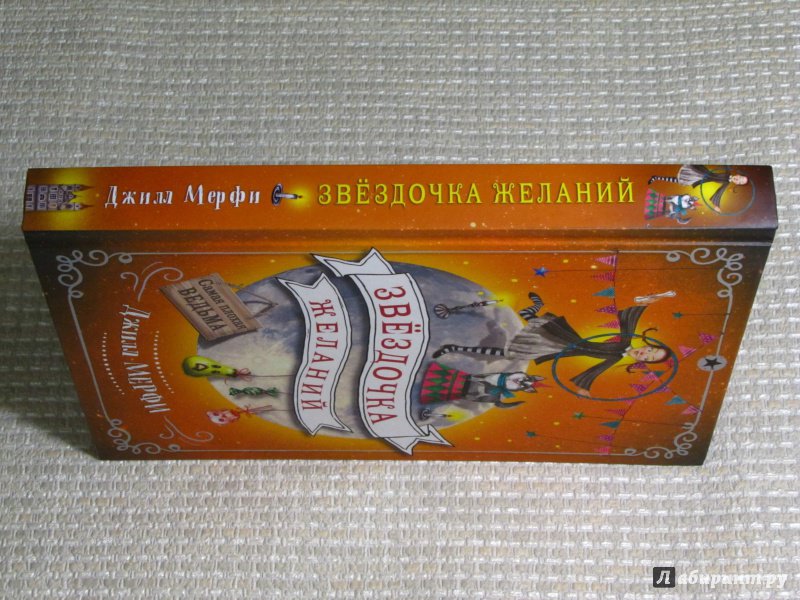 Джилл Мерфи ЗВЁЗДОЧКА ЖЕЛАНИЙ
Джилл Мерфи
Самая плохая
ВЕДЬМА
ЗВЁЗДОЧКА
ЖЕЛАНИЙ
Лабиринт.ру